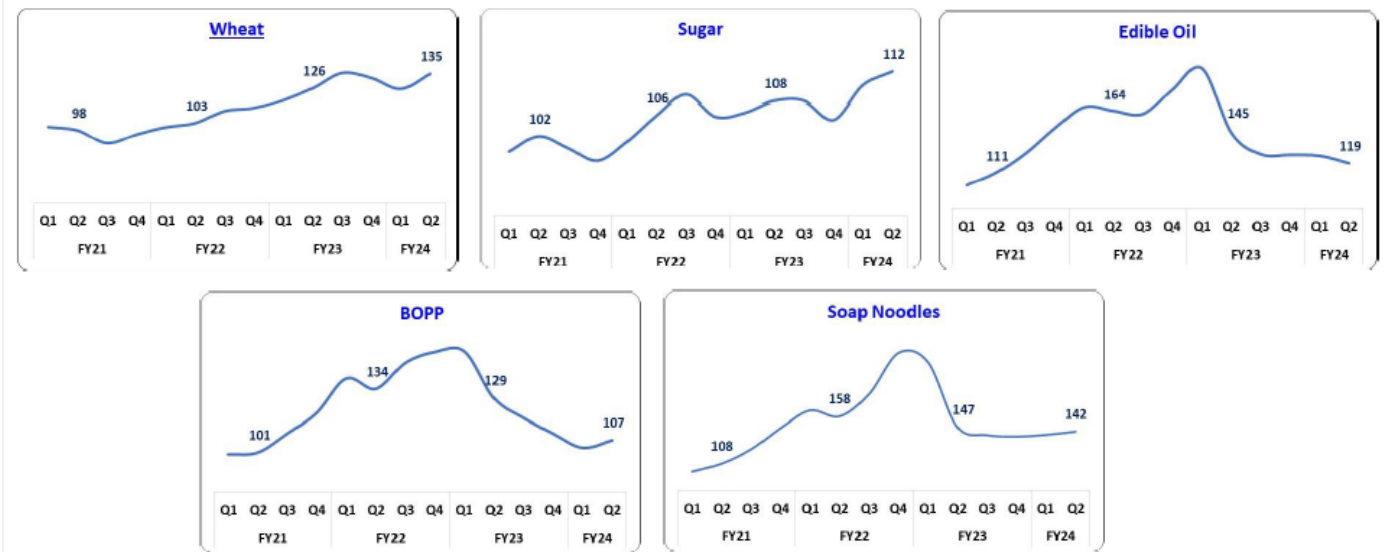 Wheat
98
103
126
135
Q1 Q2 Q3 Q4 Q1 Q2 Q3 Q4 Q1 Q2 Q3 Q4 Q1 Q2
FY21 FY22 FY23 FY24
Sugar
102
106
108
112
Q1 Q2 Q3 Q4 Q1 Q2 Q3 Q4 Q1 Q2 Q3 Q4 Q1 Q2
FY21 FY22 FY23 FY24
Edible Oil
111
164
145
119
Q1 Q2 Q3 Q4 Q1 Q2 Q3 Q4 Q1 Q2 Q3 Q4 Q1 Q2
FY21 FY22 FY23 FY24
BOPP
101
134
129
107
Q1 Q2 Q3 Q4 Q1 Q2 Q3 Q4 Q1 Q2 Q3 Q4 Q1 Q2
FY21 FY22 FY23 FY24
Soap Noodles
108
158
147
142
Q1 Q2 Q3 Q4 Q1 Q2 Q3 Q4 Q1 Q2 Q3 Q4 Q1 Q2
FY21 FY22 FY23 FY24